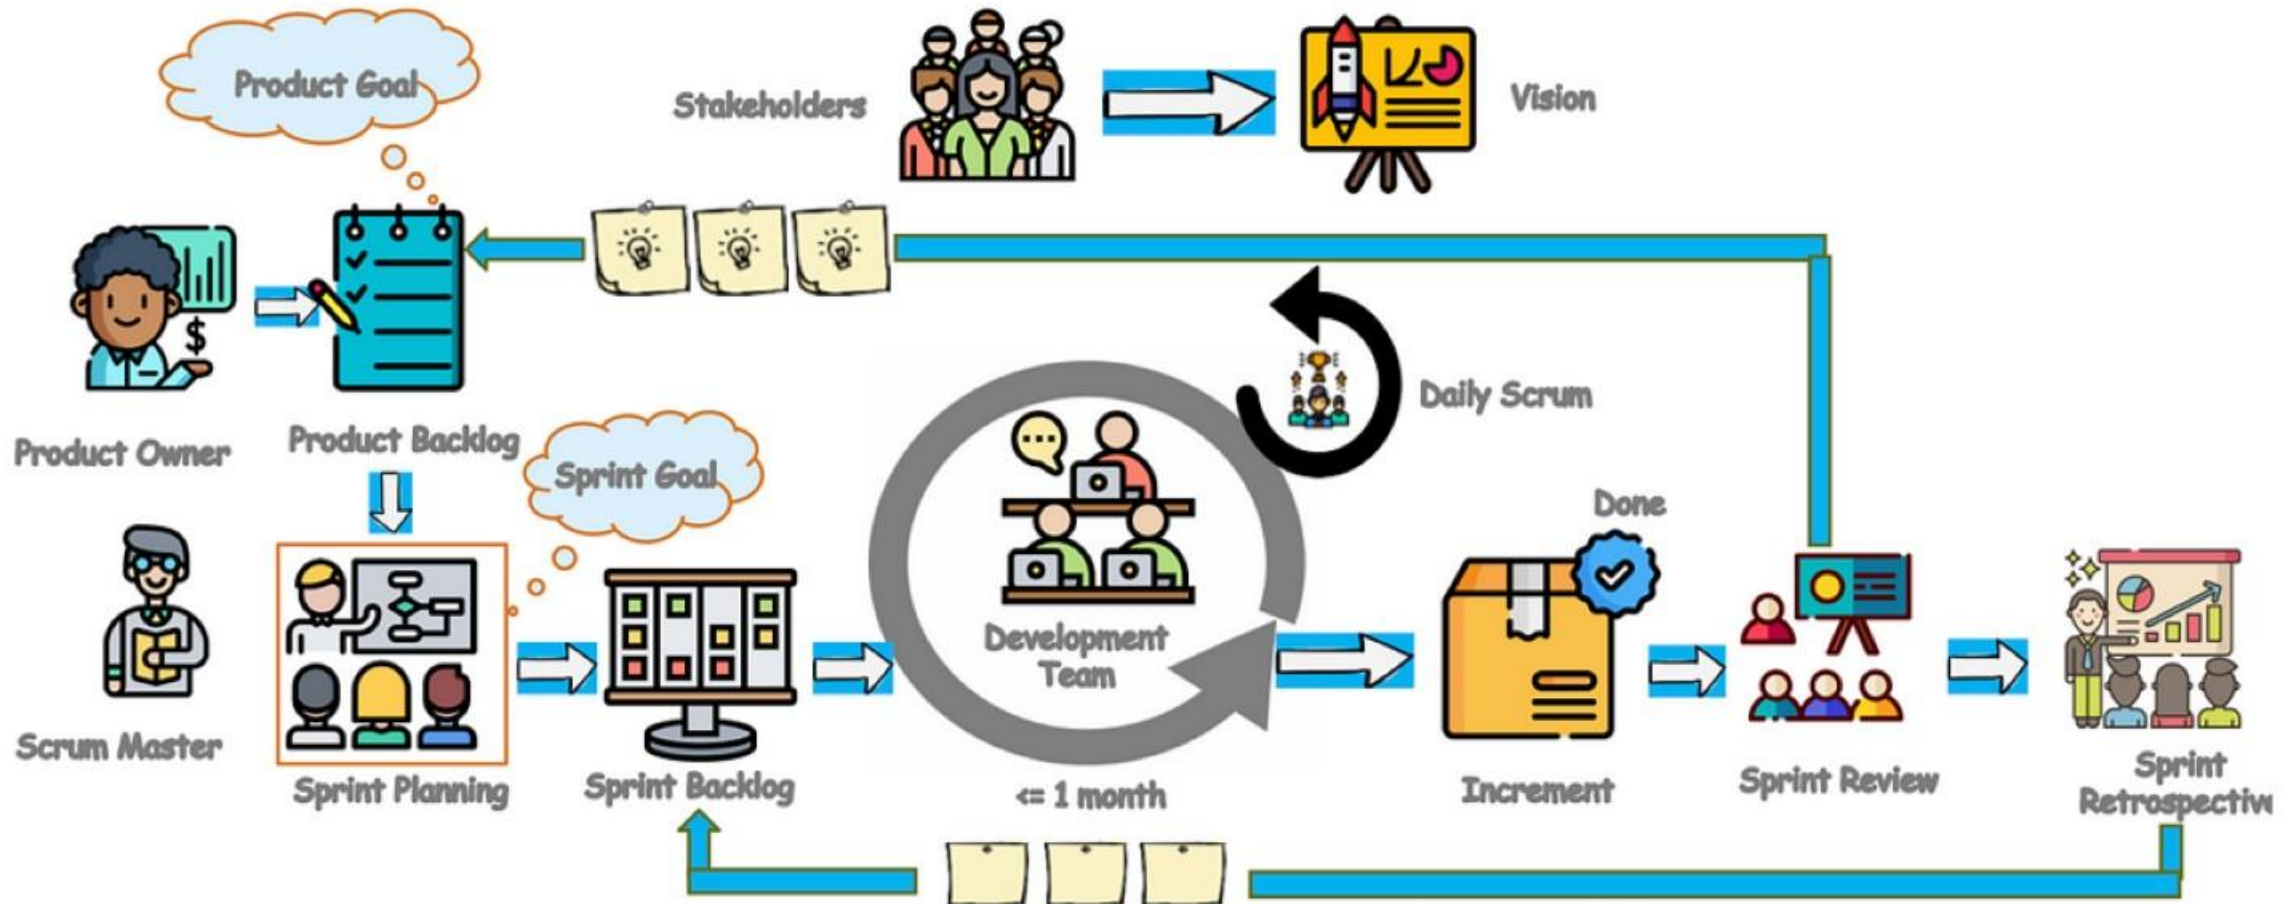 Product Goal
Stakeholders
Vision
$
Daily Scrum
Product Owner
Product Backlog
Sprint Goal
Done
Development
Team
Scrum Master
Sprint Planning
Sprint Backlog
<= 1 month
Increment
Sprint Review
Sprint
Retrospective